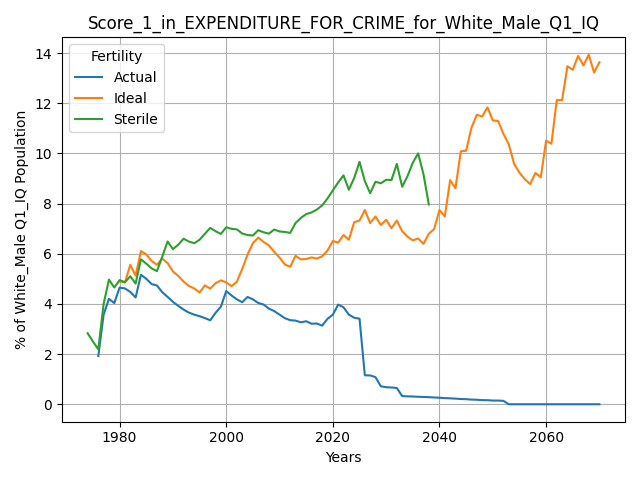 Score_1_in_EXPENDITURE_FOR_CRIME_for_White_Male_Q1_IQ
Fertility
Actual
Ideal
Sterile
% of White_Male Q1_IQ Population
14
12
10
8
6
4
2
0
1980
2000
2020
2040
2060
Years